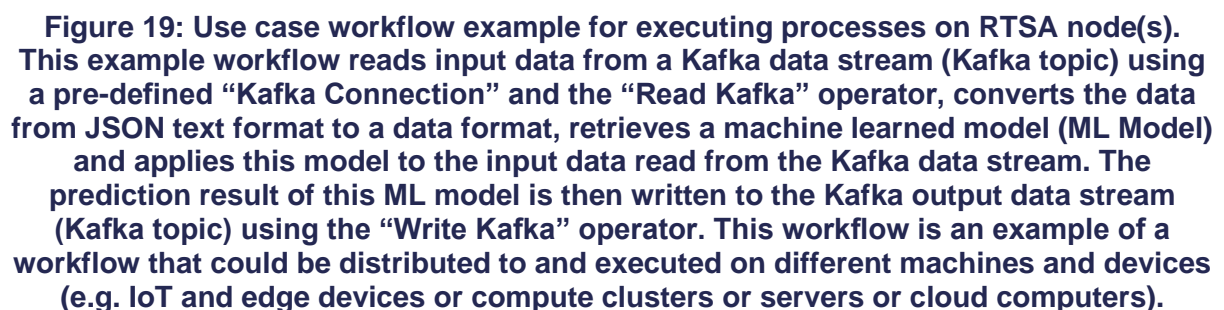 Figure 19: Use case workflow example for executing processes on RTSA node(s).
This example workflow reads input data from a Kafka data stream (Kafka topic) using
a pre-defined “Kafka Connection” and the “Read Kafka” operator, converts the data
from JSON text format to a data format, retrieves a machine learned model (ML Model)
and applies this model to the input data read from the Kafka data stream. The
prediction result of this ML model is then written to the Kafka output data stream
(Kafka topic) using the “Write Kafka” operator. This workflow is an example of a
workflow that could be distributed to and executed on different machines and devices
(e.g. IoT and edge devices or compute clusters or servers or cloud computers).